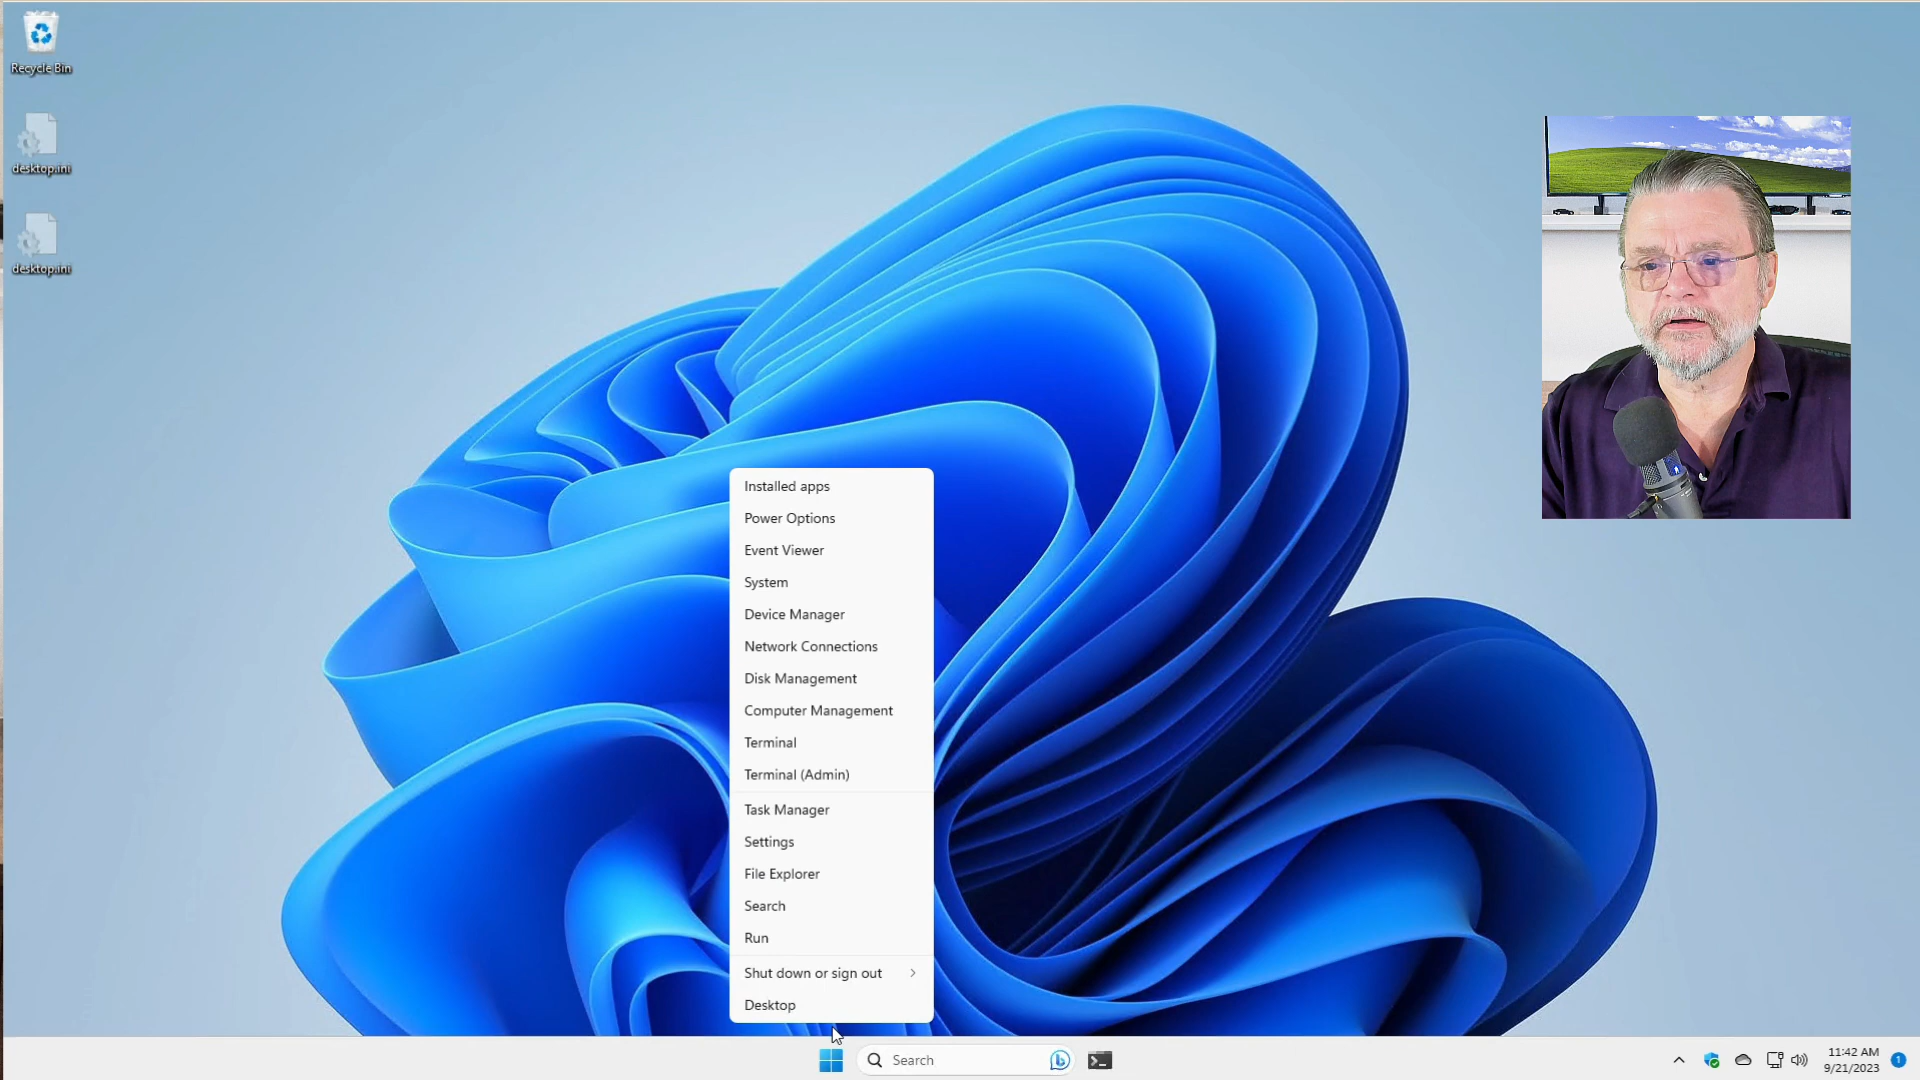 Recycle Bin
desktop.ini
desktop.ini
Installed apps
Power Options
Event Viewer
System
Device Manager
Network Connections
Disk Management
Computer Management
Terminal
Terminal (Admin)
Task Manager
Settings
File Explorer
Search
Run
Shut down or sign out
Desktop
Search
11:42 AM
9/21/2023
1